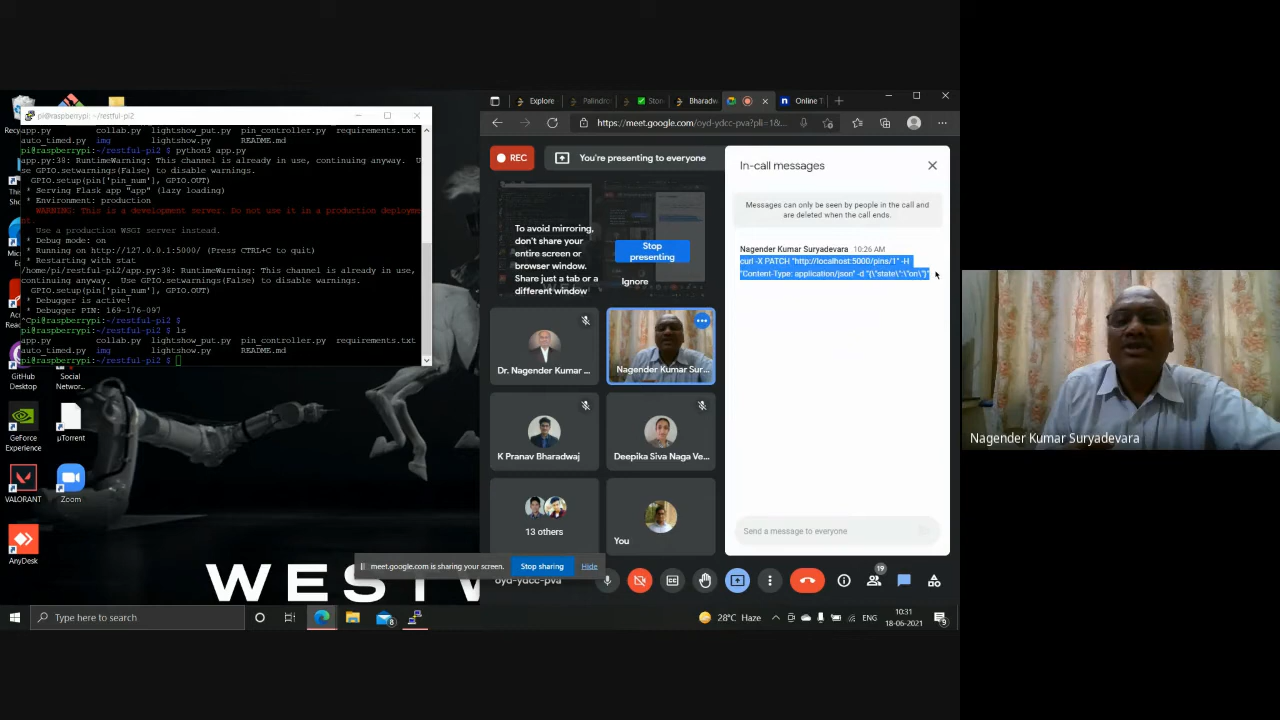 pi@raspberrypi: ~/restful-pi2
app.py collab.py lightshow_put.py pin_controller.py requirements.txt
auto_timed.py img lightshow.py README.md
pi@raspberrypi:~/restful-pi2 $ python3 app.py
app.py:38: RuntimeWarning: This channel is already in use, continuing anyway. U
se GPIO.setwarnings(False) to disable warnings.
GPIO.setup(pin['pin_num'], GPIO.OUT)
* Serving Flask app "app" (lazy loading)
* Environment: production
WARNING: This is a development server. Do not use it in a production deployme
nt.
Use a production WSGI server instead.
* Debug mode: on
* Running on http://127.0.0.1:5000/ (Press CTRL+C to quit)
* Restarting with stat
/home/pi/restful-pi2/app.py:38: RuntimeWarning: This channel is already in use,
continuing anyway. Use GPIO.setwarnings(False) to disable warnings.
GPIO.setup(pin['pin_num'], GPIO.OUT)
* Debugger is active!
* Debugger PIN: 169-176-097
^Cpi@raspberrypi:~/restful-pi2 $
pi@raspberrypi:~/restful-pi2 $ ls
app.py collab.py lightshow_put.py pin_controller.py requirements.txt
auto_timed.py img lightshow.py README.md
pi@raspberrypi:~/restful-pi2 $
GitHub
Desktop
Social
Networ...
GeForce
Experience
µTorrent
VALORANT
Zoom
AnyDesk
WESTW
Explore
Palindro
Bharadw
Online T
https://meet.google.com/oyd-ydcc-pva?pli=1&...
REC
You're presenting to everyone
To avoid mirroring,
don't share your
entire screen or
browser window.
Share just a tab or a
different window
Stop
presenting
Ignore
Dr. Nagender Kumar ...
Nagender Kumar Sur...
K Pranav Bharadwaj
Deepika Siva Naga Ve...
13 others
You
In-call messages
Messages can only be seen by people in the call and
are deleted when the call ends.
Nagender Kumar Suryadevara 10:26 AM
curl -X PATCH "http://localhost:5000/pins/1" -H
"Content-Type: application/json" -d "{\"state\":\"on\"}"
Send a message to everyone
meet.google.com is sharing your screen.
Stop sharing
Hide
oyd-ydcc-pva
19
Type here to search
8
28°C Haze
ENG
10:31
18-06-2021
9
Nagender Kumar Suryadevara